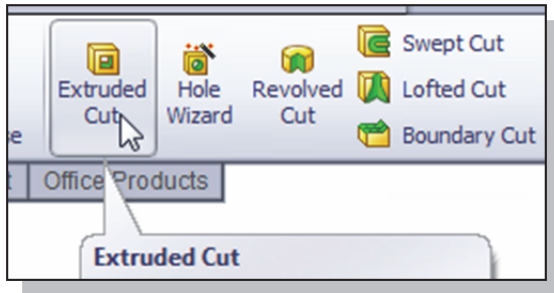 Extruded
Cut
Hole
Wizard
Revolved
Cut
Swept Cut
Lofted Cut
Boundary Cut
Office Products
Extruded Cut